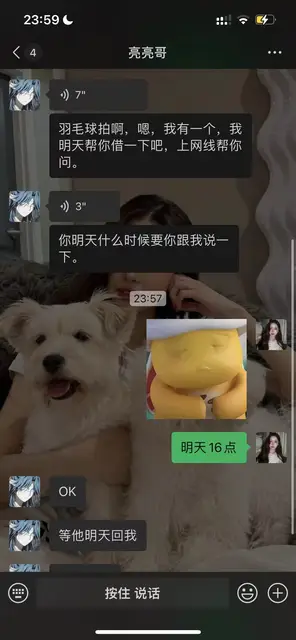 23:59
4
亮亮哥
7"
羽毛球拍啊，嗯，我有一个，我
明天帮你借一下吧，上网线帮你
问。
3"
你明天什么时候要你跟我说一
下。
23:57
明天16点
OK
等他明天回我
按住 说话